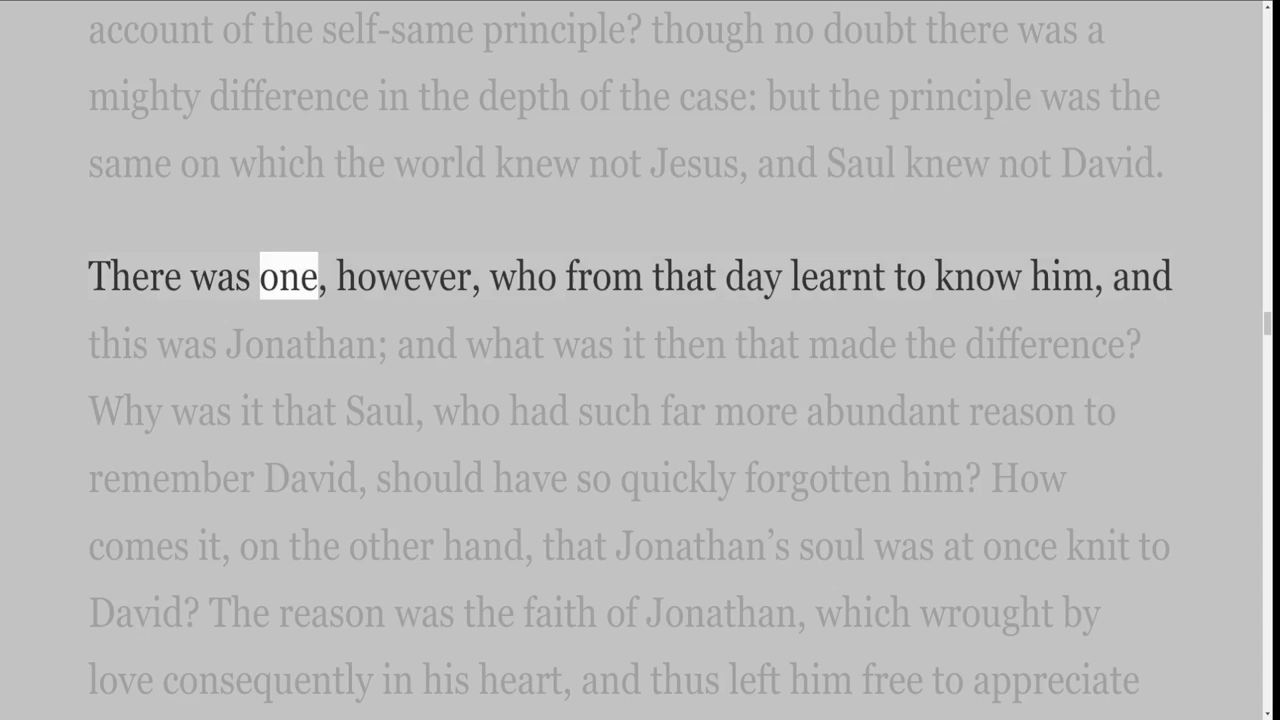 account of the self-same principle? though no doubt there was a
mighty difference in the depth of the case: but the principle was the
same on which the world knew not Jesus, and Saul knew not David.
There was one, however, who from that day learnt to know him, and
this was Jonathan; and what was it then that made the difference?
Why was it that Saul, who had such far more abundant reason to
remember David, should have so quickly forgotten him? How
comes it, on the other hand, that Jonathan’s soul was at once knit to
David? The reason was the faith of Jonathan, which wrought by
love consequently in his heart, and thus left him free to appreciate